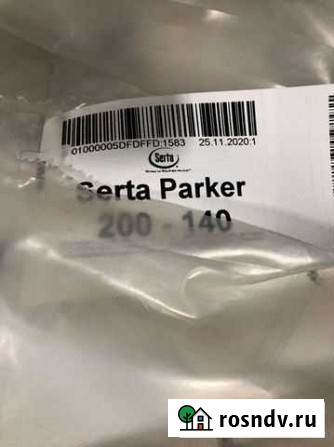 01000005DFDFFD:1583 25.11.2020:1
Serta
Serta Parker
200 - 140
rosndv.ru